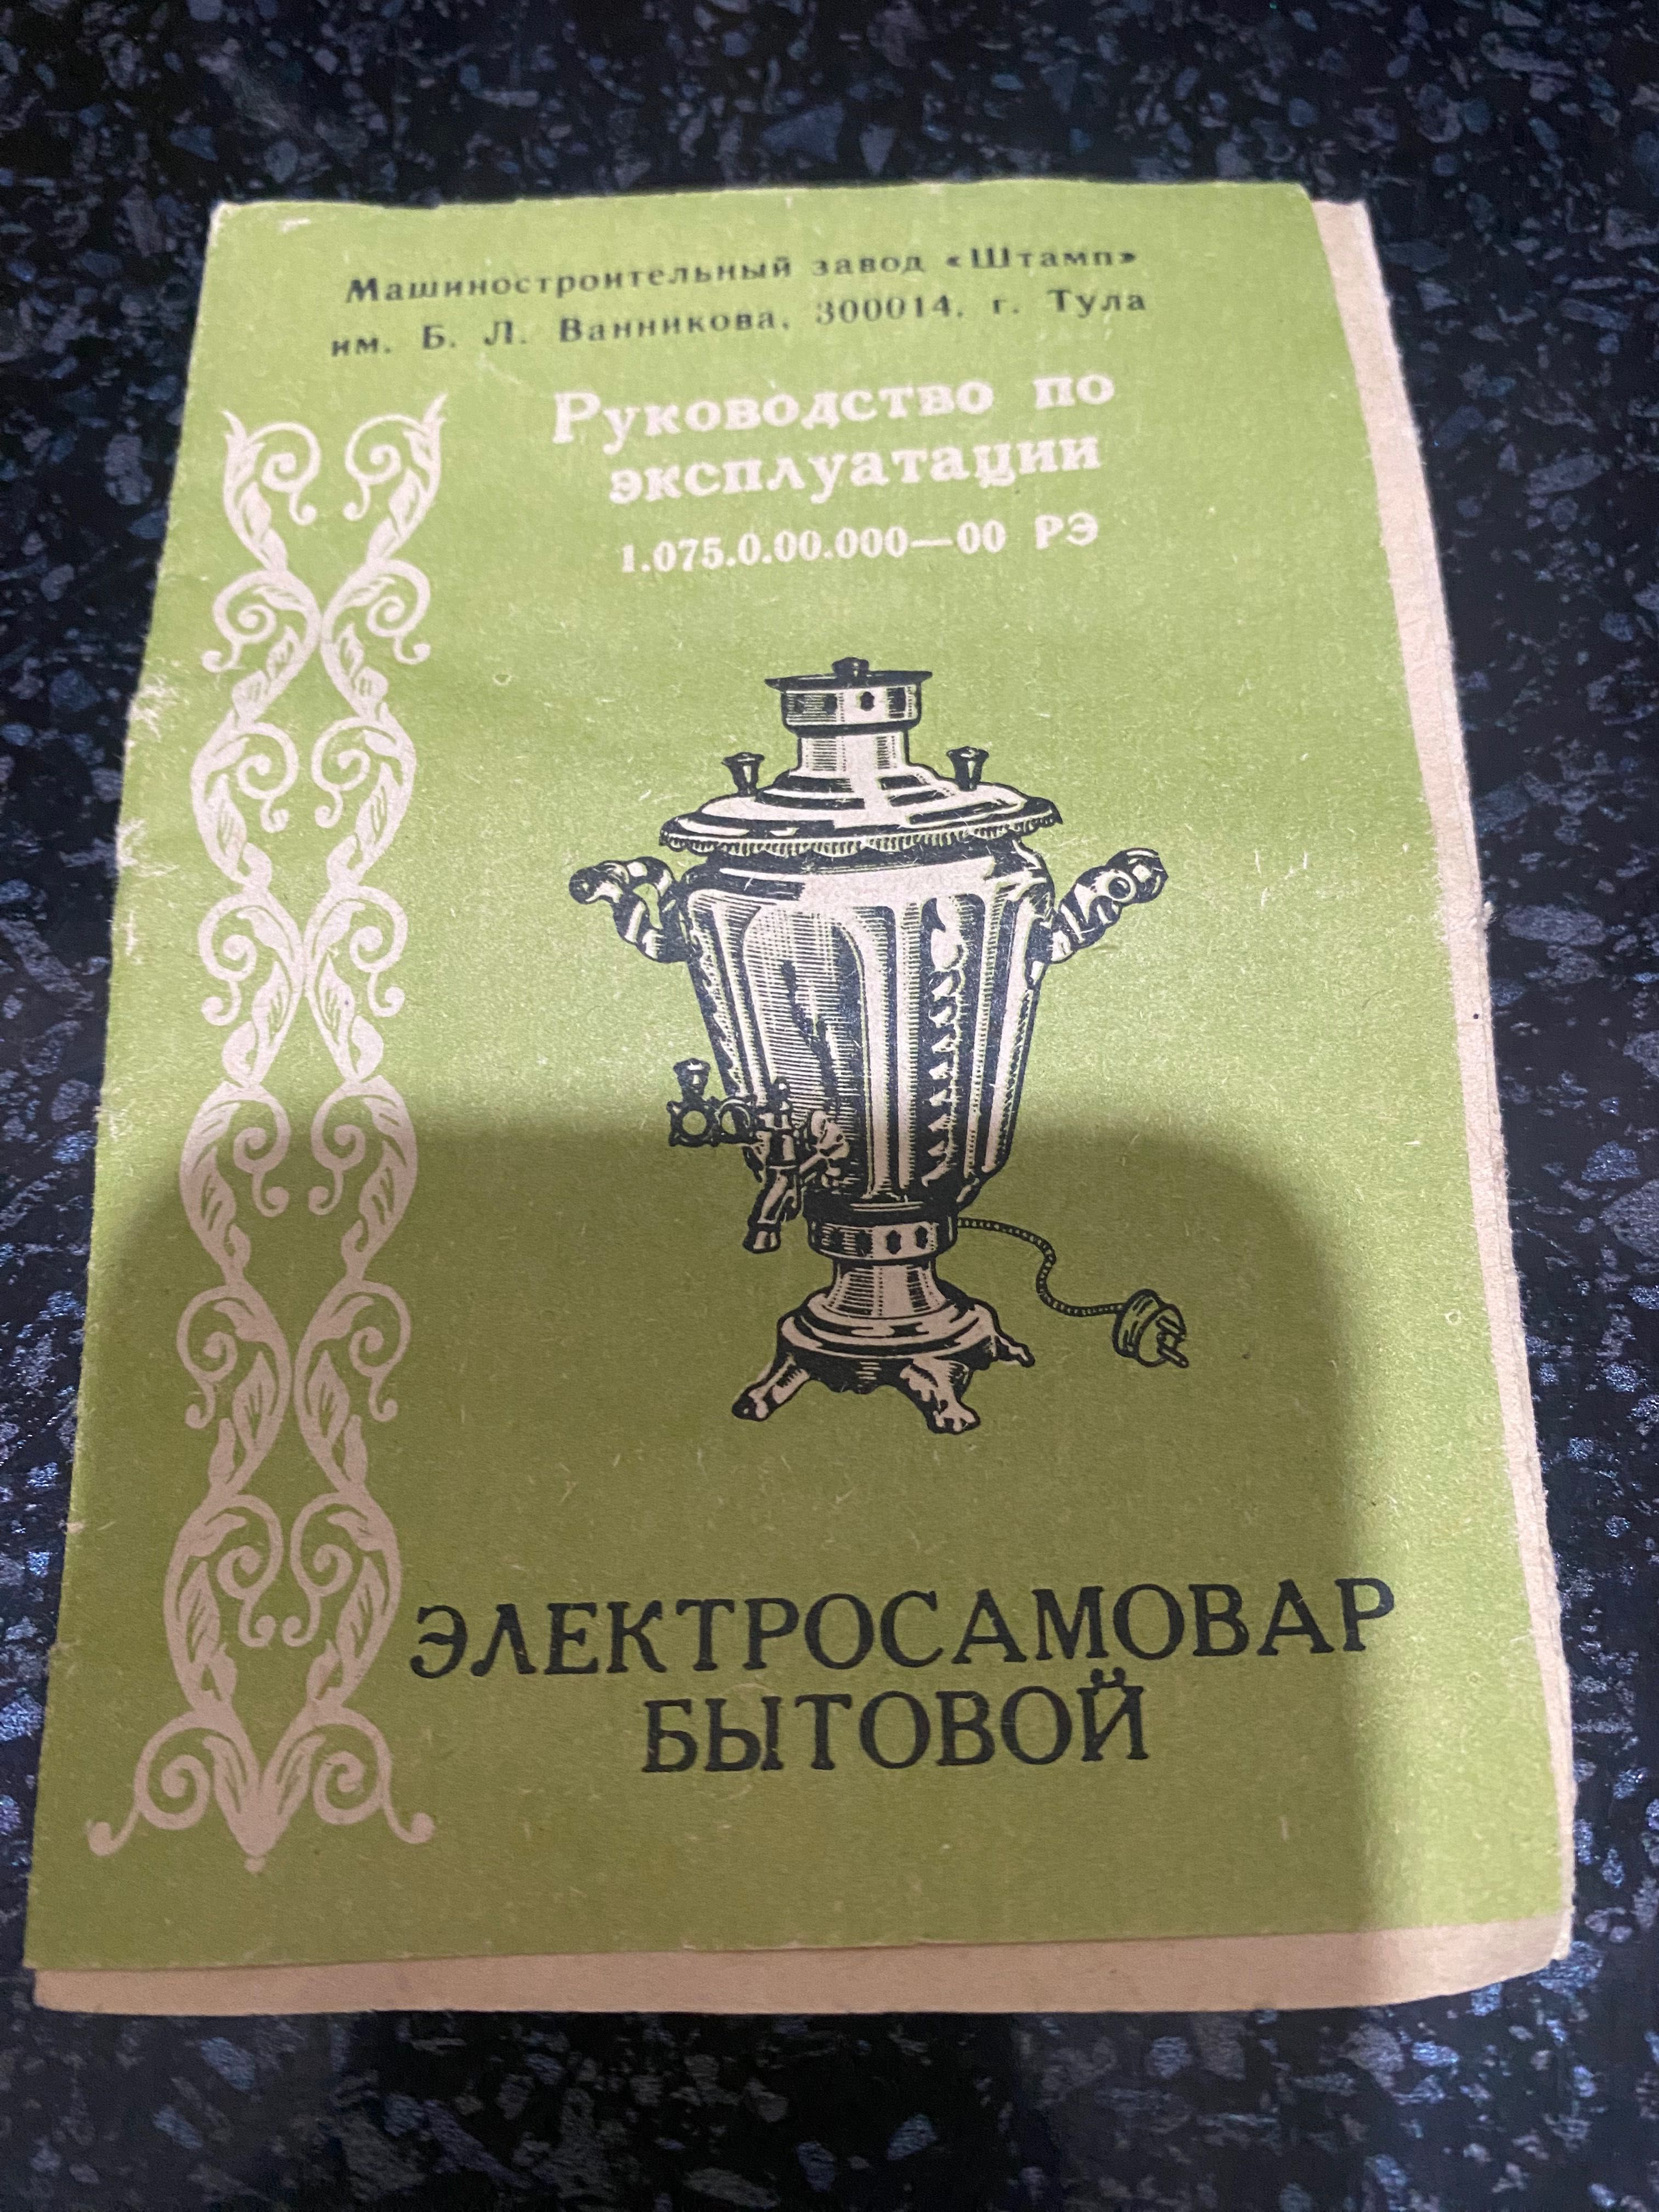 Машиностроительный завод «Штамп»
им. Б. Л. Ванникова, 300014, г. Тула
Руководство по
эксплуатации
1.075.0.00.000—00 РЭ
ЭЛЕКТРОСАМОВАР
БЫТОВОЙ